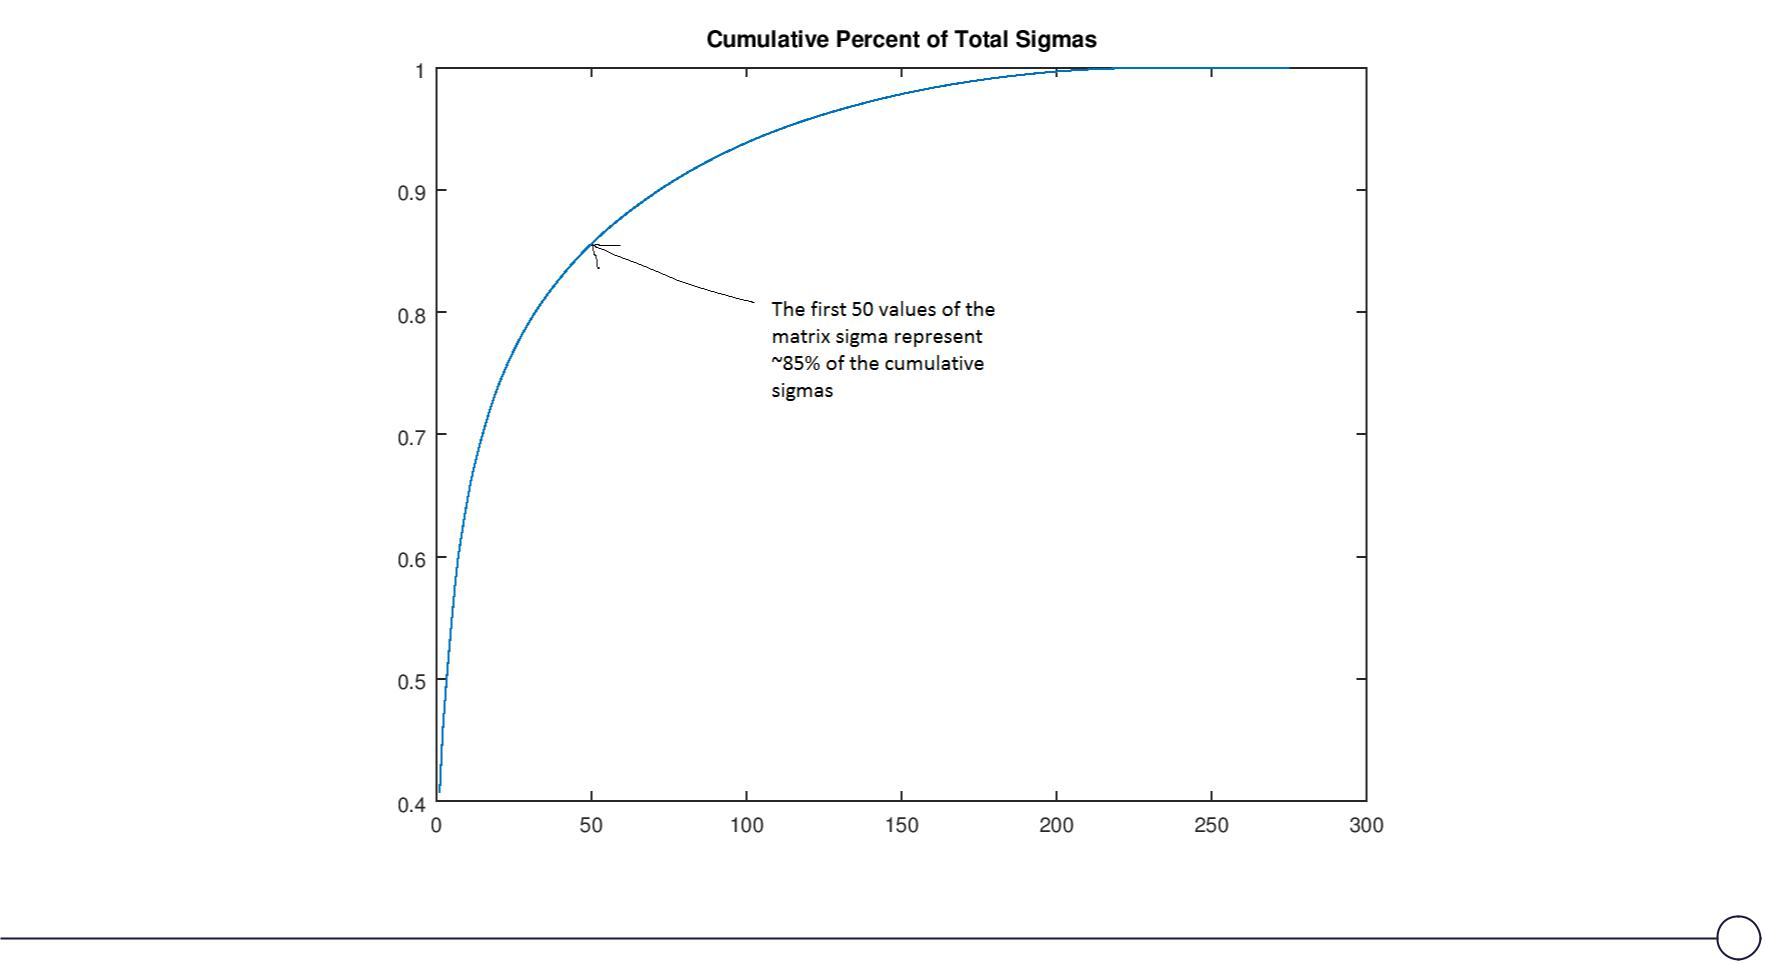 Cumulative Percent of Total Sigmas
1
0.9
0.8
0.7
0.6
0.5
0.4
The first 50 values of the
matrix sigma represent
~85% of the cumulative
sigmas
0 50 100 150 200 250 300